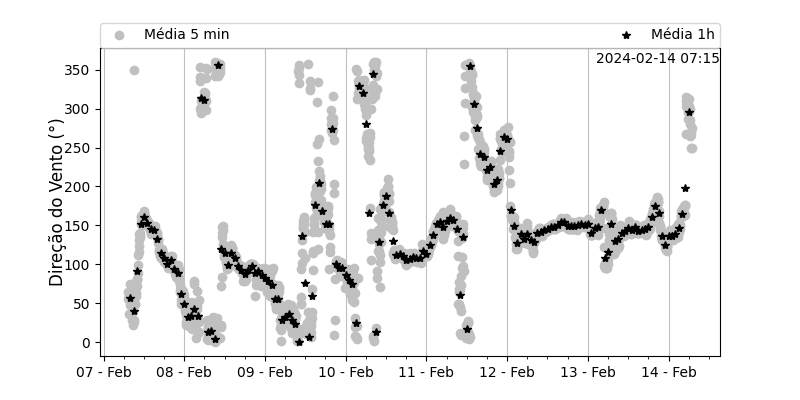 Média 5 min
Média 1h
2024-02-14 07:15
Direção do Vento (°)
350
300
250
200
150
100
50
0
07 - Feb
08 - Feb
09 - Feb
10 - Feb
11 - Feb
12 - Feb
13 - Feb
14 - Feb